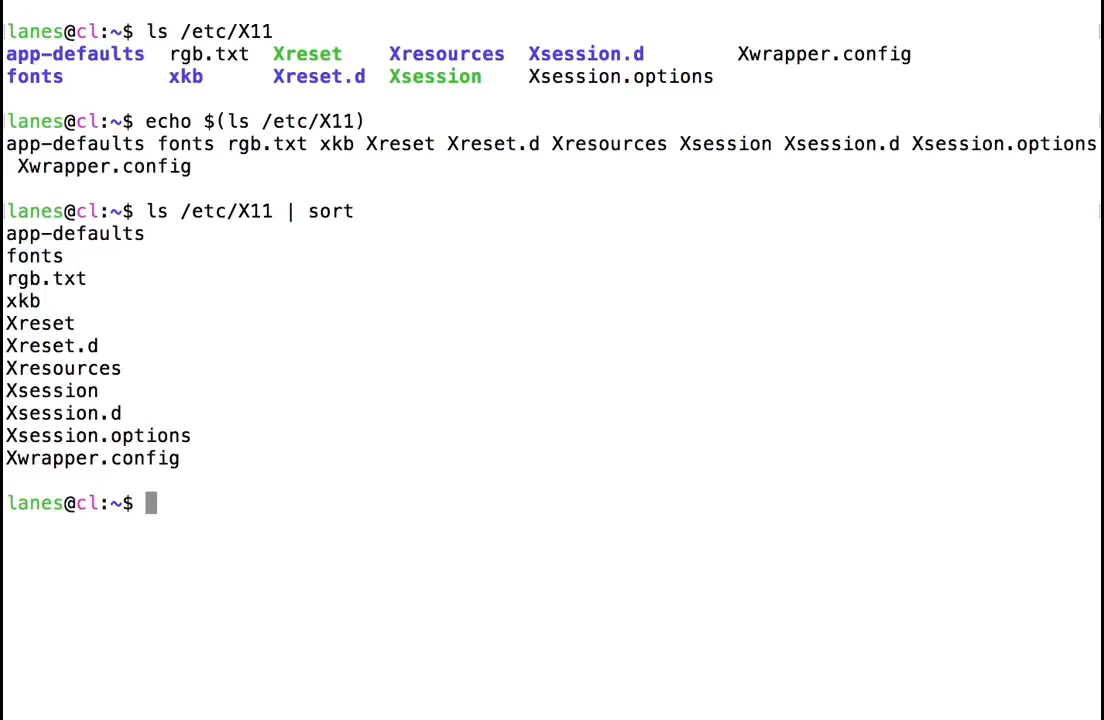 lanes@cl:~$ ls /etc/X11
app-defaults  rgb.txt  Xreset    Xresources  Xsession.d        Xwrapper.config
fonts         xkb      Xreset.d  Xsession    Xsession.options
lanes@cl:~$ echo $(ls /etc/X11)
app-defaults fonts rgb.txt xkb Xreset Xreset.d Xresources Xsession Xsession.d Xsession.options
Xwrapper.config
lanes@cl:~$ ls /etc/X11 | sort
app-defaults
fonts
rgb.txt
xkb
Xreset
Xreset.d
Xresources
Xsession
Xsession.d
Xsession.options
Xwrapper.config
lanes@cl:~$